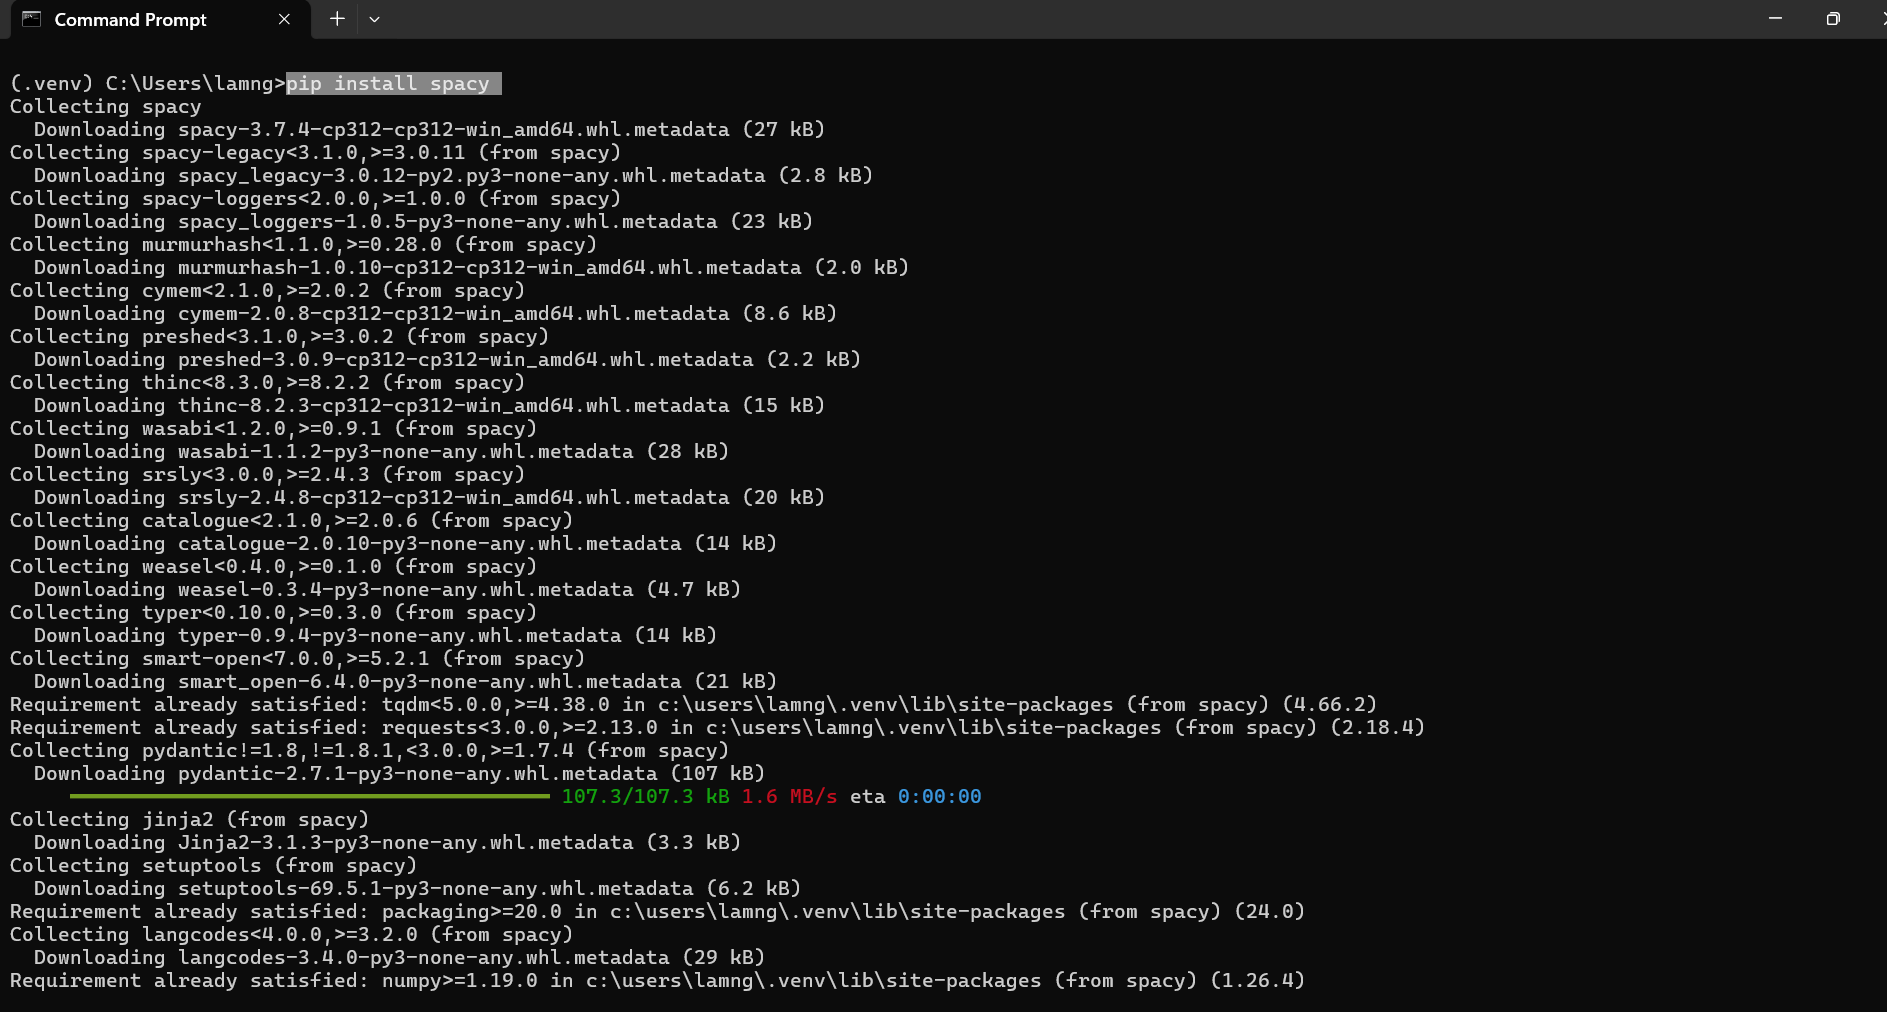 Command Prompt
(.venv) C:\Users\lamng>pip install spacy
Collecting spacy
  Downloading spacy-3.7.4-cp312-cp312-win_amd64.whl.metadata (27 kB)
Collecting spacy-legacy<3.1.0,>=3.0.11 (from spacy)
  Downloading spacy_legacy-3.0.12-py2.py3-none-any.whl.metadata (2.8 kB)
Collecting spacy-loggers<2.0.0,>=1.0.0 (from spacy)
  Downloading spacy_loggers-1.0.5-py3-none-any.whl.metadata (23 kB)
Collecting murmurhash<1.1.0,>=0.28.0 (from spacy)
  Downloading murmurhash-1.0.10-cp312-cp312-win_amd64.whl.metadata (2.0 kB)
Collecting cymem<2.1.0,>=2.0.2 (from spacy)
  Downloading cymem-2.0.8-cp312-cp312-win_amd64.whl.metadata (8.6 kB)
Collecting preshed<3.1.0,>=3.0.2 (from spacy)
  Downloading preshed-3.0.9-cp312-cp312-win_amd64.whl.metadata (2.2 kB)
Collecting thinc<8.3.0,>=8.2.2 (from spacy)
  Downloading thinc-8.2.3-cp312-cp312-win_amd64.whl.metadata (15 kB)
Collecting wasabi<1.2.0,>=0.9.1 (from spacy)
  Downloading wasabi-1.1.2-py3-none-any.whl.metadata (28 kB)
Collecting srsly<3.0.0,>=2.4.3 (from spacy)
  Downloading srsly-2.4.8-cp312-cp312-win_amd64.whl.metadata (20 kB)
Collecting catalogue<2.1.0,>=2.0.6 (from spacy)
  Downloading catalogue-2.0.10-py3-none-any.whl.metadata (14 kB)
Collecting weasel<0.4.0,>=0.1.0 (from spacy)
  Downloading weasel-0.3.4-py3-none-any.whl.metadata (4.7 kB)
Collecting typer<0.10.0,>=0.3.0 (from spacy)
  Downloading typer-0.9.4-py3-none-any.whl.metadata (14 kB)
Collecting smart-open<7.0.0,>=5.2.1 (from spacy)
  Downloading smart_open-6.4.0-py3-none-any.whl.metadata (21 kB)
Requirement already satisfied: tqdm<5.0.0,>=4.38.0 in c:\users\lamng\.venv\lib\site-packages (from spacy) (4.66.2)
Requirement already satisfied: requests<3.0.0,>=2.13.0 in c:\users\lamng\.venv\lib\site-packages (from spacy) (2.18.4)
Collecting pydantic!=1.8,!=1.8.1,<3.0.0,>=1.7.4 (from spacy)
  Downloading pydantic-2.7.1-py3-none-any.whl.metadata (107 kB)
107.3/107.3 kB 1.6 MB/s eta 0:00:00
Collecting jinja2 (from spacy)
  Downloading Jinja2-3.1.3-py3-none-any.whl.metadata (3.3 kB)
Collecting setuptools (from spacy)
  Downloading setuptools-69.5.1-py3-none-any.whl.metadata (6.2 kB)
Requirement already satisfied: packaging>=20.0 in c:\users\lamng\.venv\lib\site-packages (from spacy) (24.0)
Collecting langcodes<4.0.0,>=3.2.0 (from spacy)
  Downloading langcodes-3.4.0-py3-none-any.whl.metadata (29 kB)
Requirement already satisfied: numpy>=1.19.0 in c:\users\lamng\.venv\lib\site-packages (from spacy) (1.26.4)